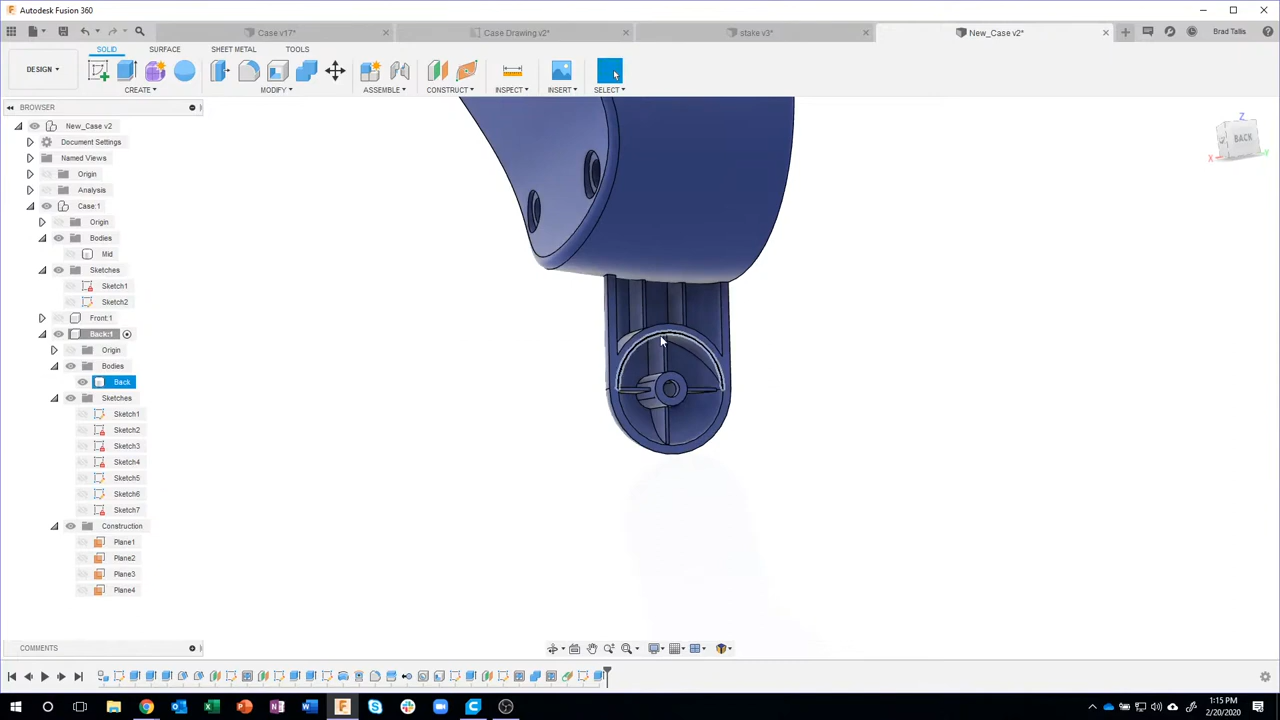 Autodesk Fusion 360
Case v17*
Case Drawing v2*
stake v3*
New_Case v2*
Brad Tallis
SOLID
SURFACE
SHEET METAL
TOOLS
DESIGN
CREATE
MODIFY
ASSEMBLE
CONSTRUCT
INSPECT
INSERT
SELECT
BROWSER
New_Case v2
Document Settings
Named Views
Origin
Analysis
Case:1
Origin
Bodies
Mid
Sketches
Sketch1
Sketch2
Front:1
Back:1
Origin
Bodies
Back
Sketches
Sketch1
Sketch2
Sketch3
Sketch4
Sketch5
Sketch6
Sketch7
Construction
Plane1
Plane2
Plane3
Plane4
Z
BACK
X
Y
COMMENTS
1:15 PM
2/20/2020